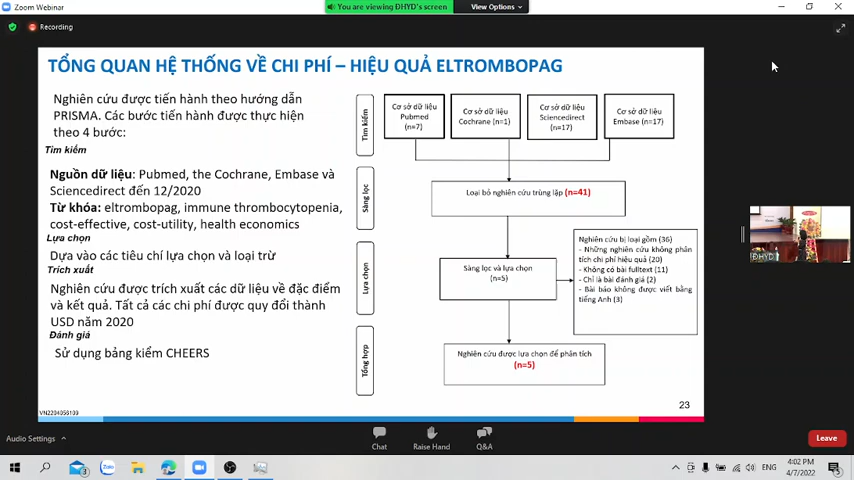 Zoom Webinar
You are viewing ĐHYD's screen
View Options
Recording
TỔNG QUAN HỆ THỐNG VỀ CHI PHÍ – HIỆU QUẢ ELTROMBOPAG
Nghiên cứu được tiến hành theo hướng dẫn
PRISMA. Các bước tiến hành được thực hiện
theo 4 bước:
Tìm kiếm
Nguồn dữ liệu: Pubmed, the Cochrane, Embase và
Sciencedirect đến 12/2020
Từ khóa: eltrombopag, immune thrombocytopenia,
cost-effective, cost-utility, health economics
Lựa chọn
Dựa vào các tiêu chí lựa chọn và loại trừ
Trích xuất
Nghiên cứu được trích xuất các dữ liệu về đặc điểm
và kết quả. Tất cả các chi phí được quy đổi thành
USD năm 2020
Đánh giá
Sử dụng bảng kiểm CHEERS
Tìm kiếm
Cơ sở dữ liệu
Pubmed
(n=7)
Cơ sở dữ liệu
Cochrane (n=1)
Cơ sở dữ liệu
Sciencedirect
(n=17)
Cơ sở dữ liệu
Embase (n=17)
Sàng lọc
Loại bỏ nghiên cứu trùng lặp (n=41)
Lựa chọn
Sàng lọc và lựa chọn
(n=5)
Nghiên cứu bị loại gồm (36)
- Những nghiên cứu không phân
tích chi phí hiệu quả (20)
- Không có bài fulltext (11)
- Chỉ là bài đánh giá (2)
- Bài báo không được viết bằng
tiếng Anh (3)
Tổng hợp
Nghiên cứu được lựa chọn để phân tích
(n=5)
23
VN2204056109
ĐHYD
Audio Settings
Chat
Raise Hand
Q&A
Leave
ENG
4:02 PM
4/7/2022